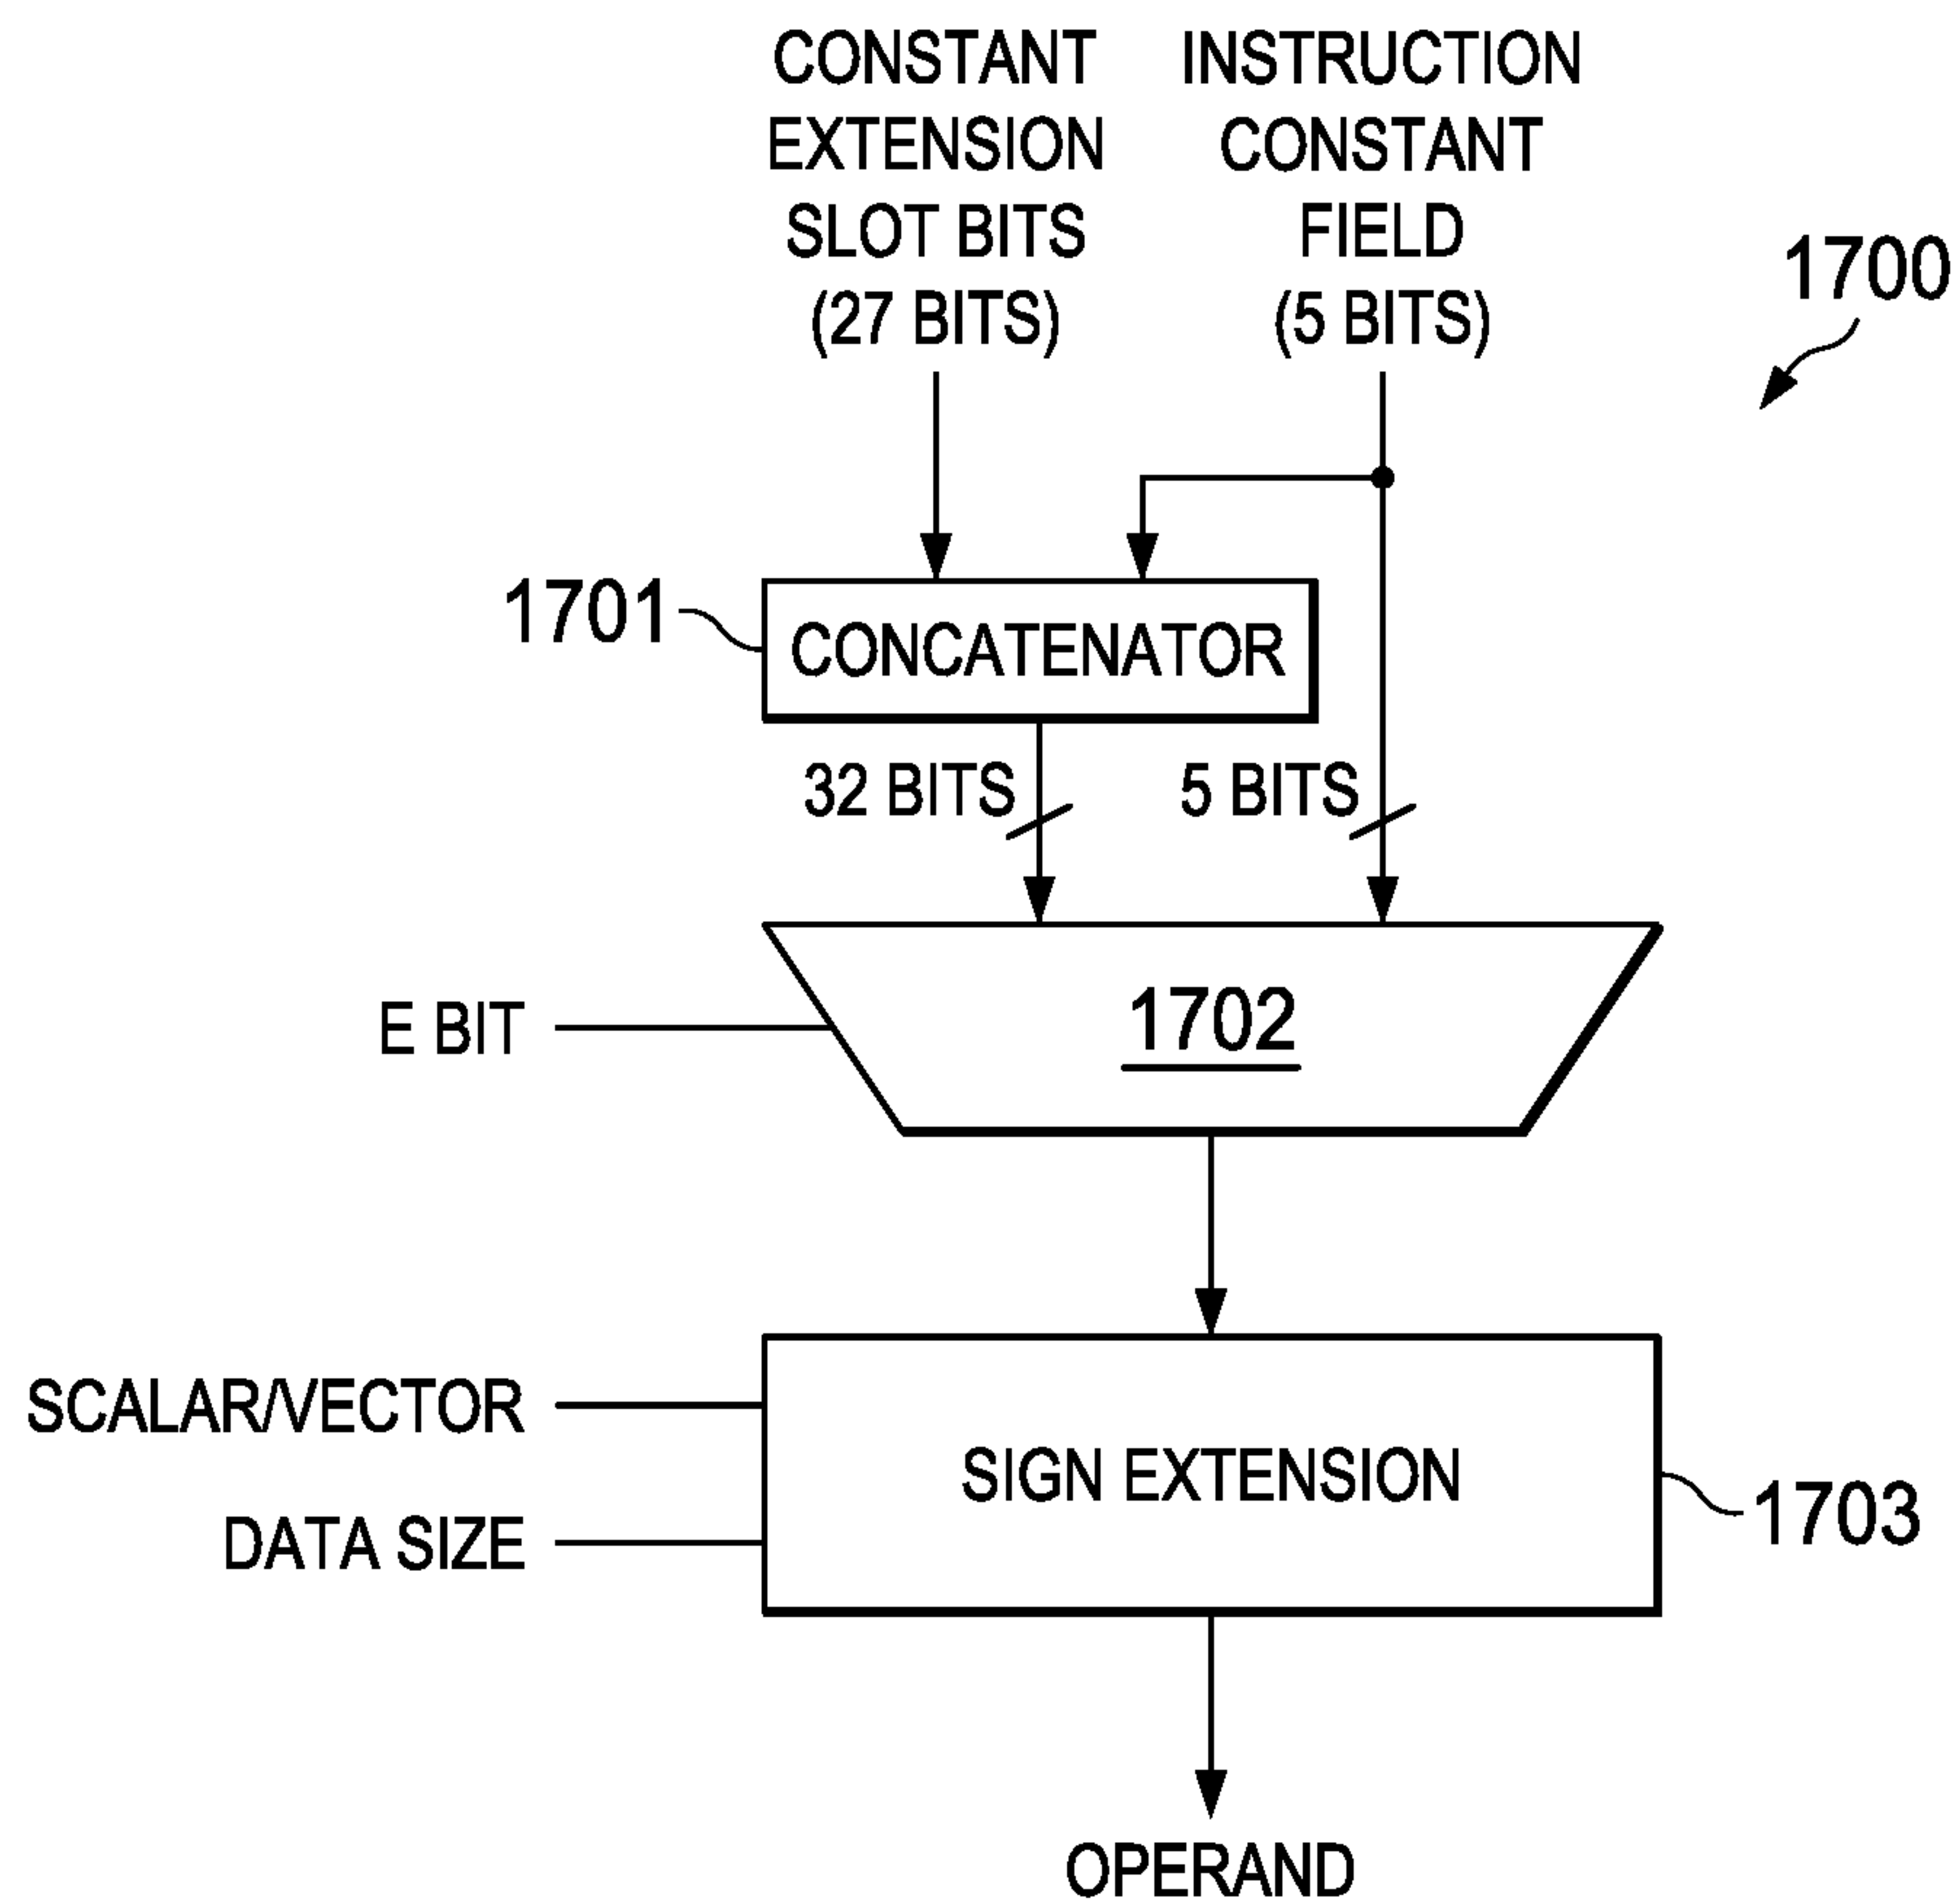 CONSTANT
EXTENSION
SLOT BITS
(27 BITS)
INSTRUCTION
CONSTANT
FIELD
(5 BITS)
1700
1701
CONCATENATOR
32 BITS
5 BITS
E BIT
1702
SCALAR/VECTOR
DATA SIZE
SIGN EXTENSION
1703
OPERAND